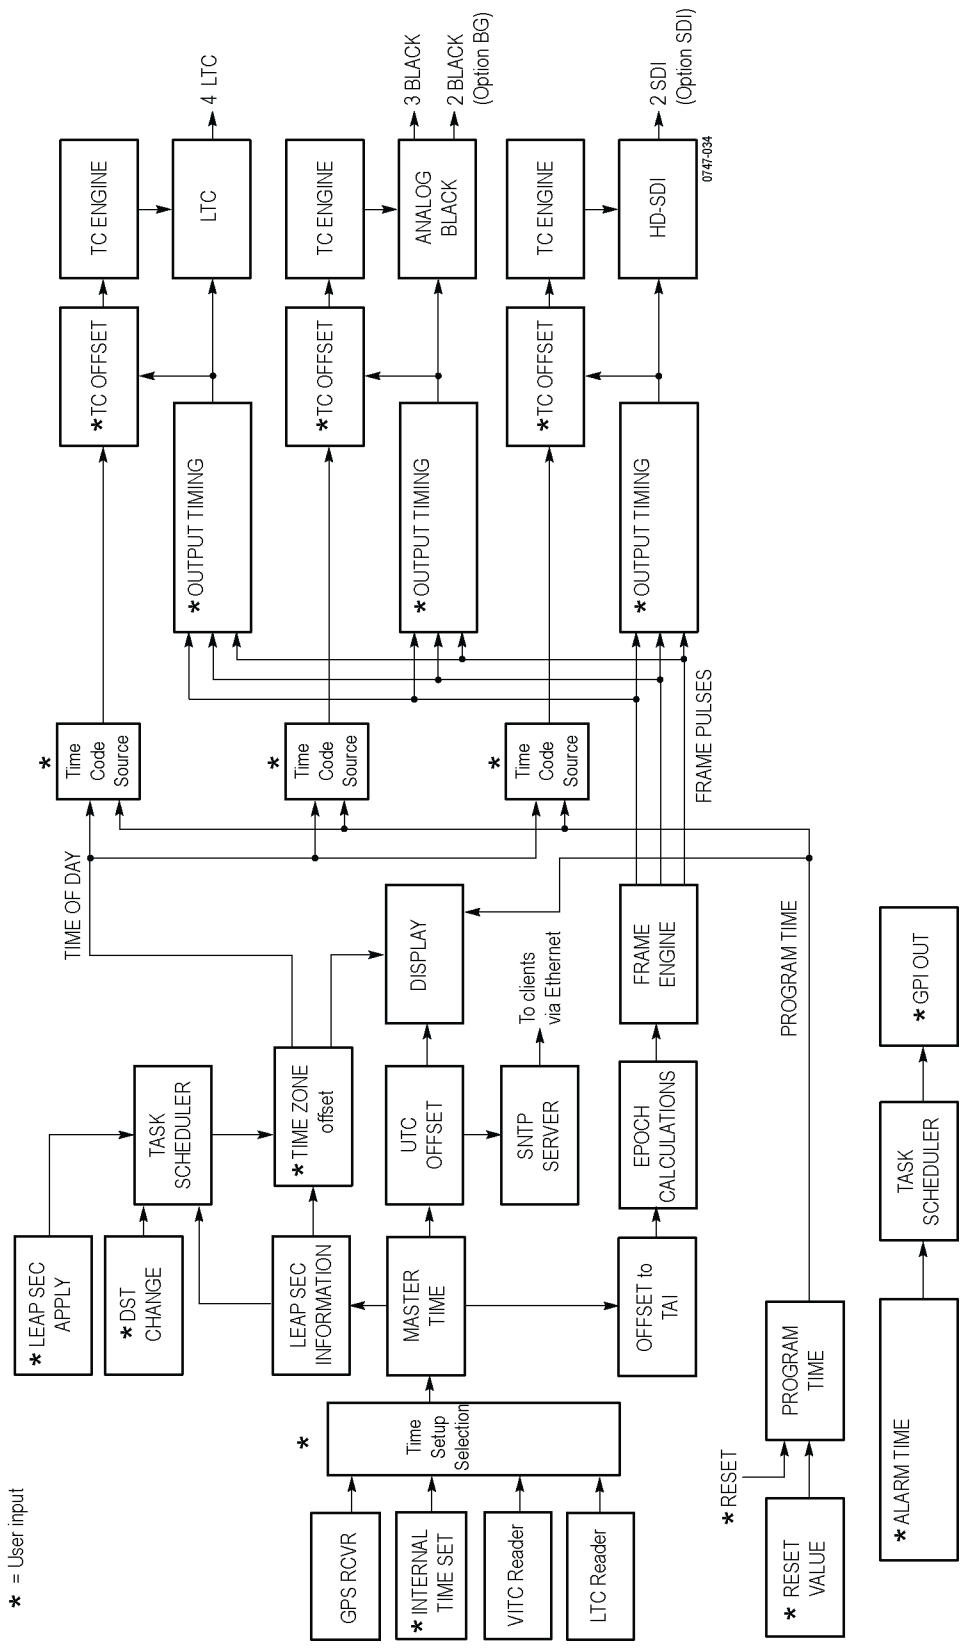 * = User input
* LEAP SEC
APPLY
* DST
CHANGE
TASK
SCHEDULER
LEAP SEC
INFORMATION
* TIME ZONE
offset
TIME OF DAY
GPS RCVR
* INTERNAL
TIME SET
VITC Reader
LTC Reader
*
Time
Setup
Selection
MASTER
TIME
UTC
OFFSET
DISPLAY
SNTP
SERVER
To clients
via Ethernet
OFFSET to
TAI
EPOCH
CALCULATIONS
FRAME
ENGINE
FRAME PULSES
* RESET
* RESET
VALUE
PROGRAM
TIME
PROGRAM TIME
* ALARM TIME
TASK
SCHEDULER
* GPI OUT
*
Time
Code
Source
* TC OFFSET
TC ENGINE
* OUTPUT TIMING
LTC
4 LTC
*
Time
Code
Source
* TC OFFSET
TC ENGINE
* OUTPUT TIMING
ANALOG
BLACK
3 BLACK
2 BLACK
(Option BG)
*
Time
Code
Source
* TC OFFSET
TC ENGINE
* OUTPUT TIMING
HD-SDI
2 SDI
(Option SDI)
0747-034